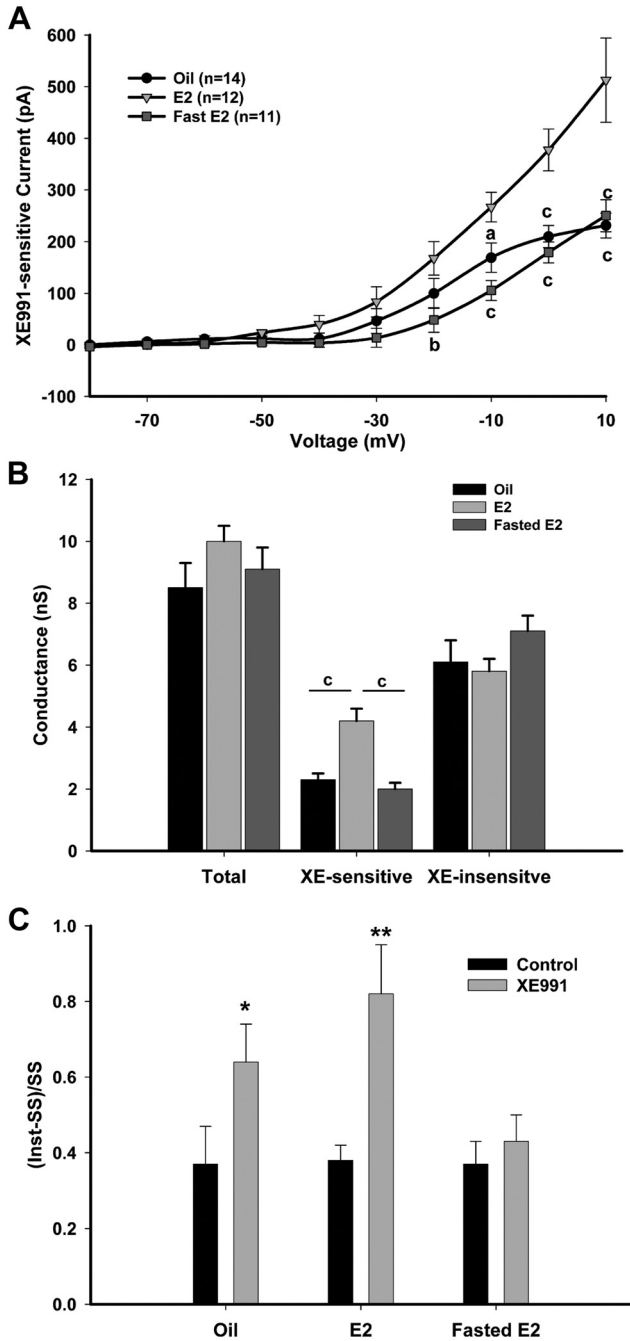 A
XE991-sensitive Current (pA)
600
500
400
300
200
100
0
-100
Oil (n=14)
E2 (n=12)
Fast E2 (n=11)
a
c
c
c
c
c
b
-70
-50
-30
-10
10
Voltage (mV)
B
Conductance (nS)
12
10
8
6
4
2
0
Oil
E2
Fasted E2
c
c
Total
XE-sensitive
XE-insensitve
C
(Inst-SS)/SS
1.0
0.8
0.6
0.4
0.2
0.0
Control
XE991
*
**
Oil
E2
Fasted E2